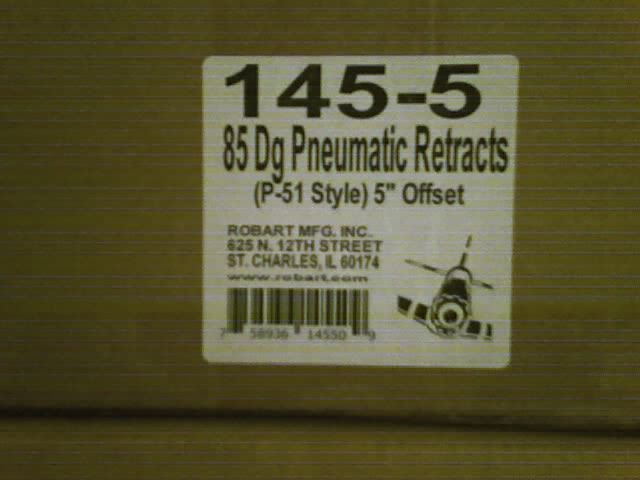 145-5
85 Dg Pneumatic Retracts
(P-51 Style) 5" Offset
ROBART MFG. INC.
625 N. 12TH STREET
ST. CHARLES, IL 60174
www.robart.com
7 58936 14550 9